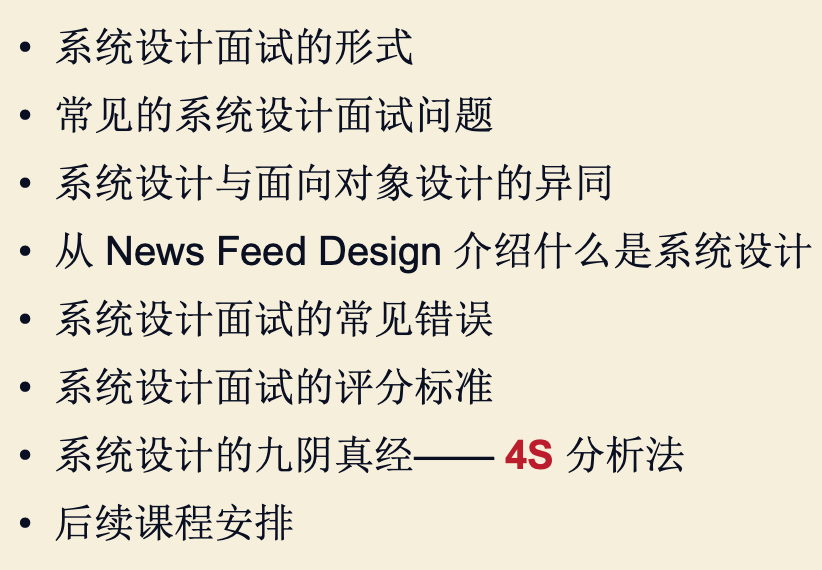 • 系统设计面试的形式
• 常见的系统设计面试问题
• 系统设计与面向对象设计的异同
• 从 News Feed Design 介绍什么是系统设计
• 系统设计面试的常见错误
• 系统设计面试的评分标准
• 系统设计的九阴真经—— 4S 分析法
• 后续课程安排